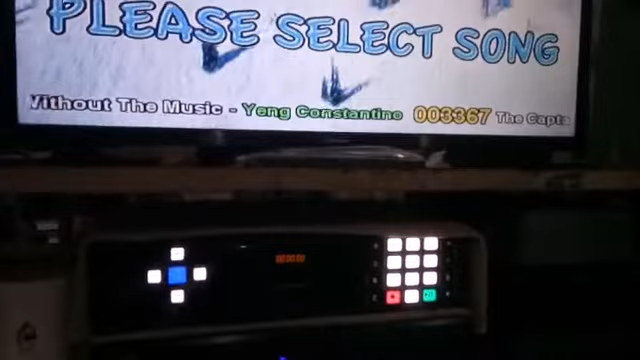 PLEASE SELECT SONG
Without The Music - Yeng Constantino 003367 The Capta